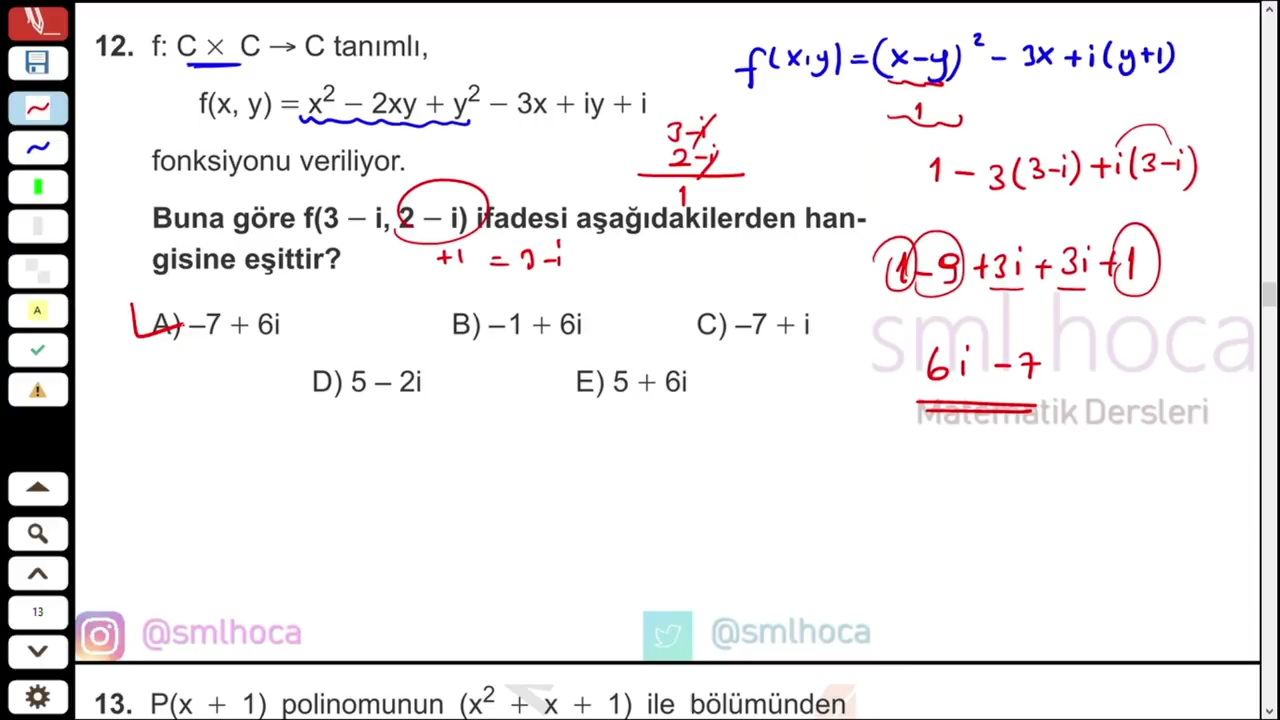 12. f: C × C → C tanımlı,
f(x, y) = x² − 2xy + y² − 3x + iy + i
fonksiyonu veriliyor.
Buna göre f(3 − i, 2 − i) ifadesi aşağıdakilerden han-
gisine eşittir?
+1 = 3-i
A) –7 + 6i B) –1 + 6i C) –7 + i
D) 5 – 2i E) 5 + 6i
3-i
2-i
1
f(x,y) = (x-y)² - 3x + i(y+1)
1
1 - 3(3-i) + i(3-i)
1 - 9 + 3i + 3i + 1
6i - 7
sml hoca
Matematik Dersleri
@smlhoca @smlhoca
13. P(x + 1) polinomunun (x² + x + 1) ile bölümünden
A
13